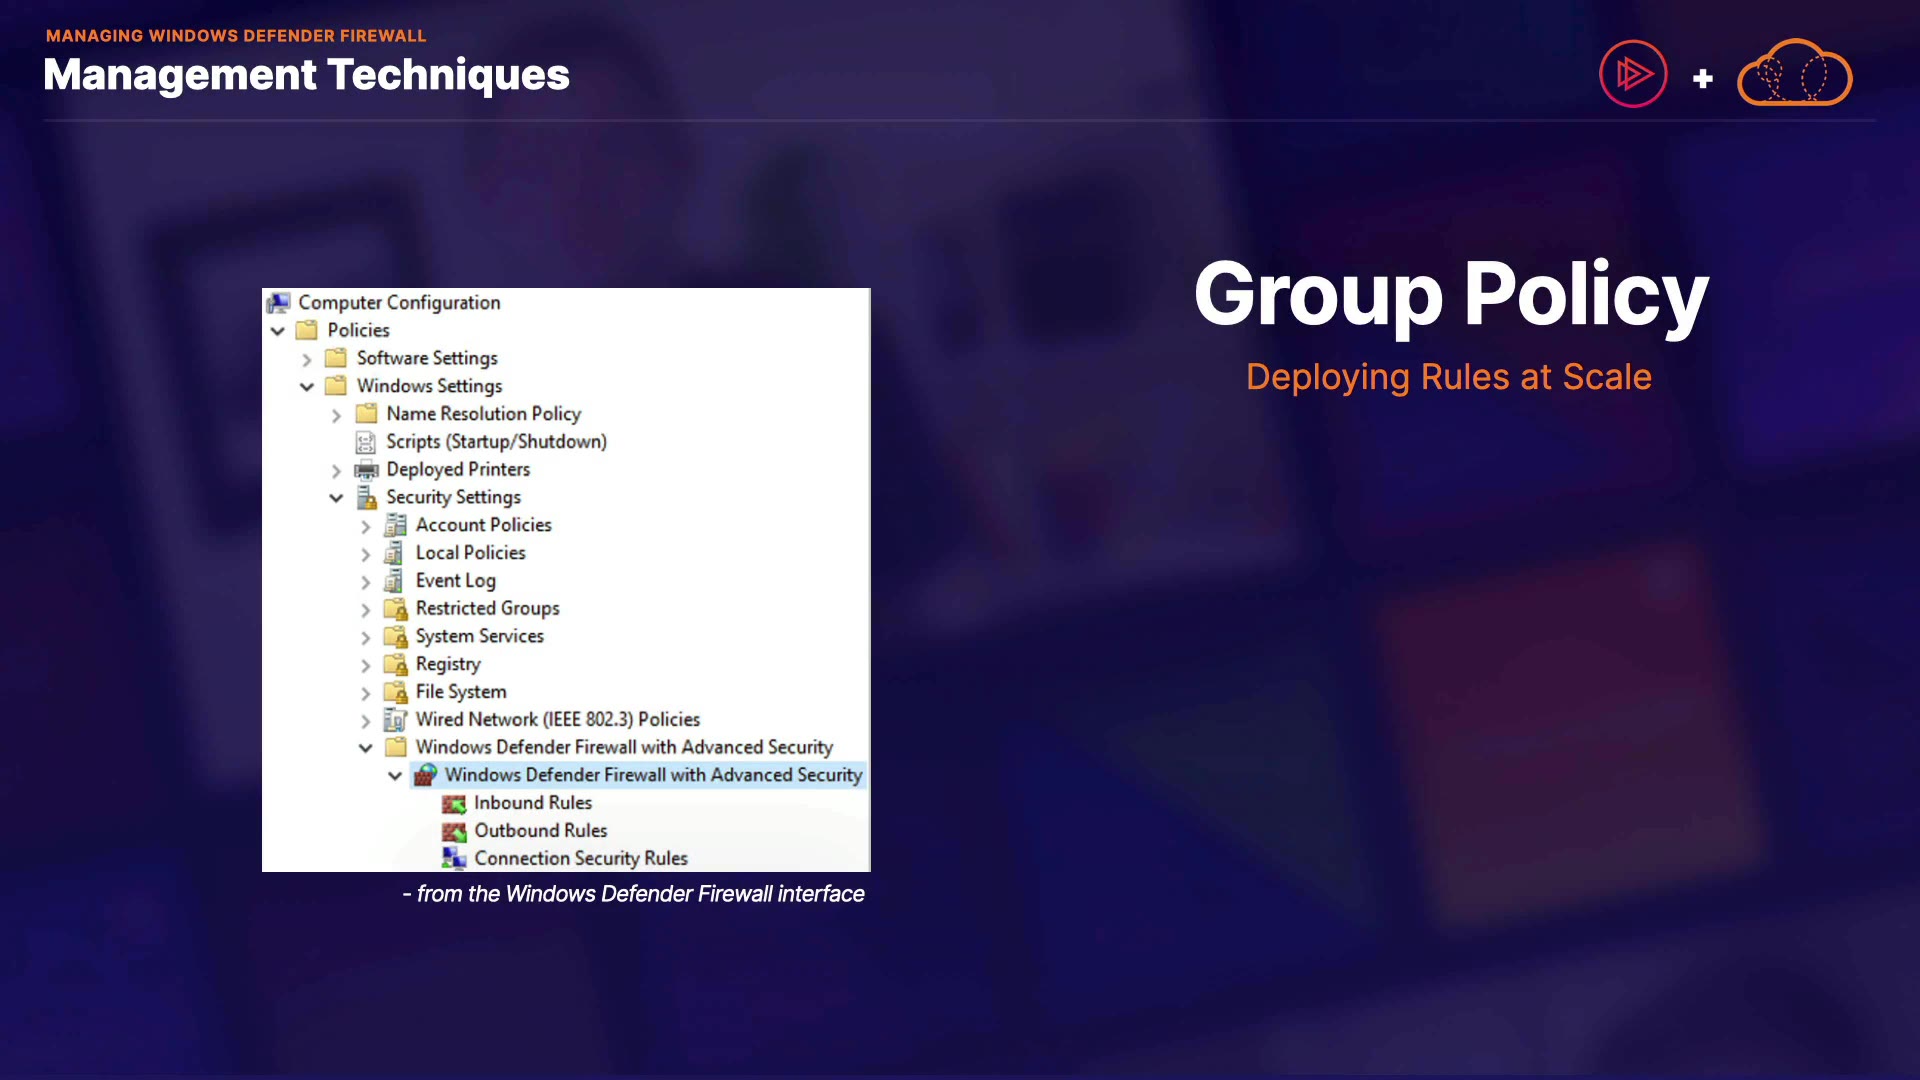 MANAGING WINDOWS DEFENDER FIREWALL
Management Techniques
+
Computer Configuration
Policies
Software Settings
Windows Settings
Name Resolution Policy
Scripts (Startup/Shutdown)
Deployed Printers
Security Settings
Account Policies
Local Policies
Event Log
Restricted Groups
System Services
Registry
File System
Wired Network (IEEE 802.3) Policies
Windows Defender Firewall with Advanced Security
Windows Defender Firewall with Advanced Security
Inbound Rules
Outbound Rules
Connection Security Rules
- from the Windows Defender Firewall interface
Group Policy
Deploying Rules at Scale